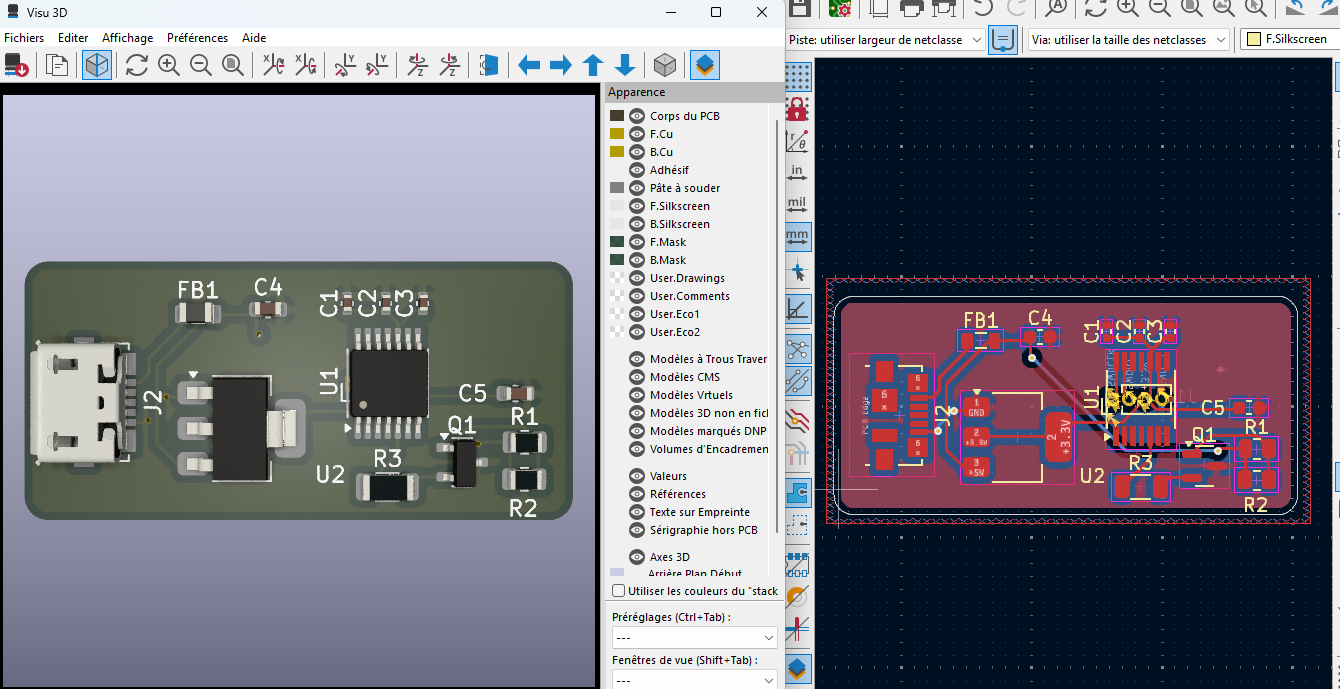 Visu 3D
Fichiers Editer Affichage Préférences Aide
Apparence
Corps du PCB
F.Cu
B.Cu
Adhésif
Pâte à souder
F.Silkscreen
B.Silkscreen
F.Mask
B.Mask
User.Drawings
User.Comments
User.Eco1
User.Eco2
Modèles à Trous Traver
Modèles CMS
Modèles Vrtuels
Modèles 3D non en fich
Modèles marqués DNP
Volumes d'Encadremen
Valeurs
Références
Texte sur Empreinte
Sérigraphie hors PCB
Axes 3D
Arrière Plan Début
Utiliser les couleurs du "stack
Préréglages (Ctrl+Tab) :
---
Fenêtres de vue (Shift+Tab) :
---
FB1 C4 C1 C2 C3
J2 U1 C5
Q1 R1
U2 R3 R2
Piste: utiliser largeur de netclasse
Via: utiliser la taille des netclasses
F.Silkscreen
in
mil
mm
FB1 C4 C1 C2 C3
PCB Edge
J2
1
GND
2
+3.3V
3
+5V
2
+3.3V
U1
C5
Q1 R1
U2 R3
R2